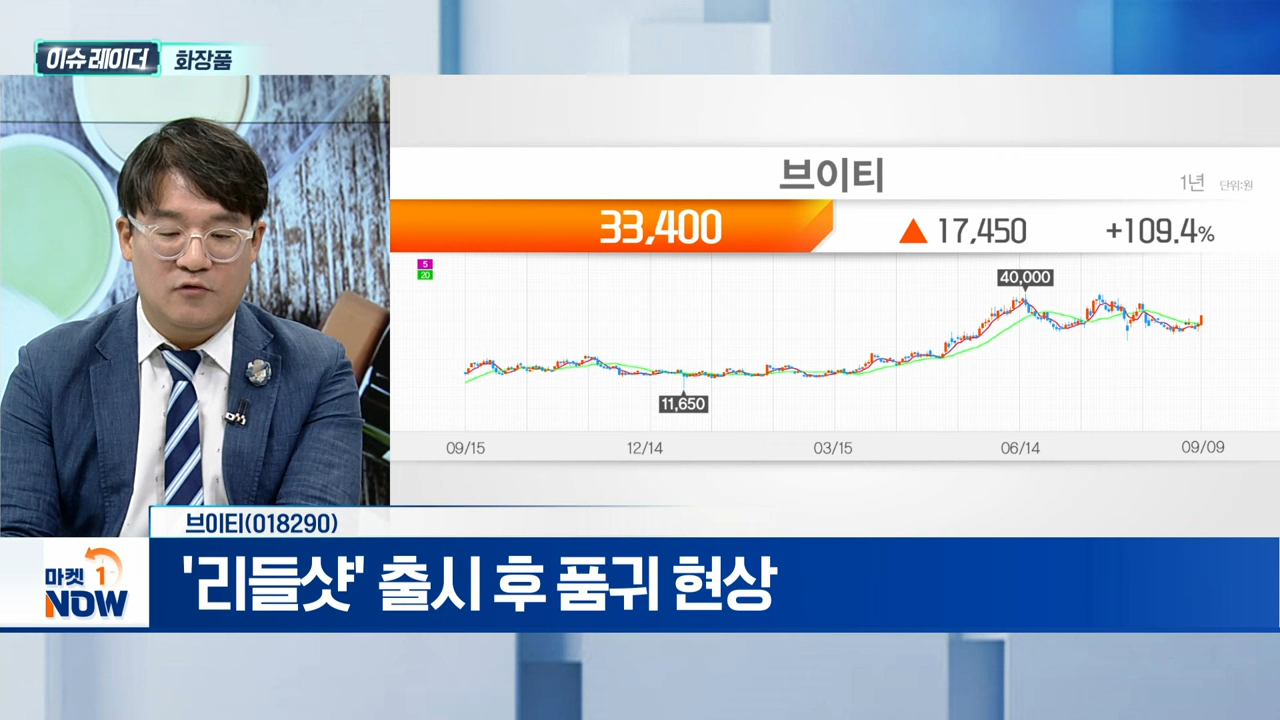 이슈 레이더 화장품
브이티
1년 단위:원
33,400 ▲ 17,450 +109.4%
5
20
40,000
11,650
09/15 12/14 03/15 06/14 09/09
브이티(018290)
'리들샷' 출시 후 품귀 현상
마켓 1
NOW